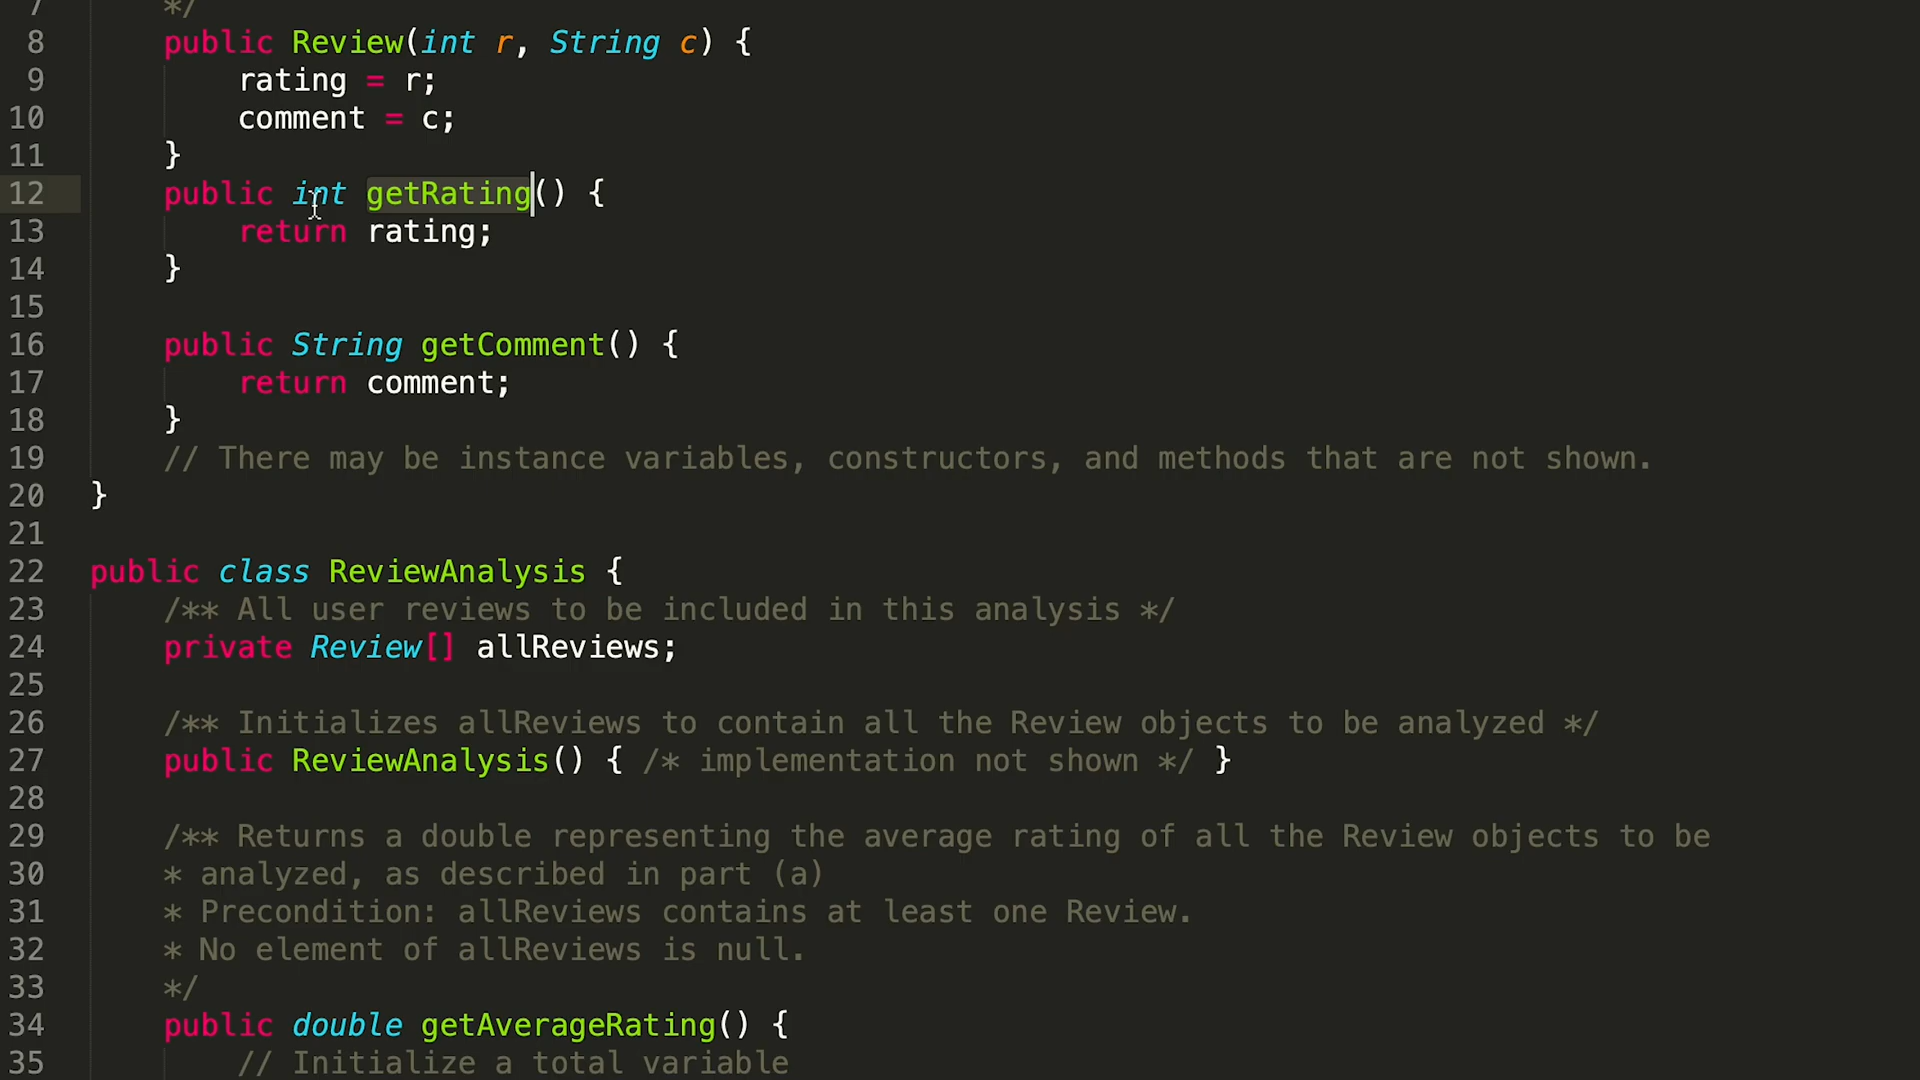 7 */
8 public Review(int r, String c) {
9 rating = r;
10 comment = c;
11 }
12 public int getRating() {
13 return rating;
14 }
15
16 public String getComment() {
17 return comment;
18 }
19 // There may be instance variables, constructors, and methods that are not shown.
20 }
21
22 public class ReviewAnalysis {
23 /** All user reviews to be included in this analysis */
24 private Review[] allReviews;
25
26 /** Initializes allReviews to contain all the Review objects to be analyzed */
27 public ReviewAnalysis() { /* implementation not shown */ }
28
29 /** Returns a double representing the average rating of all the Review objects to be
30 * analyzed, as described in part (a)
31 * Precondition: allReviews contains at least one Review.
32 * No element of allReviews is null.
33 */
34 public double getAverageRating() {
35 // Initialize a total variable